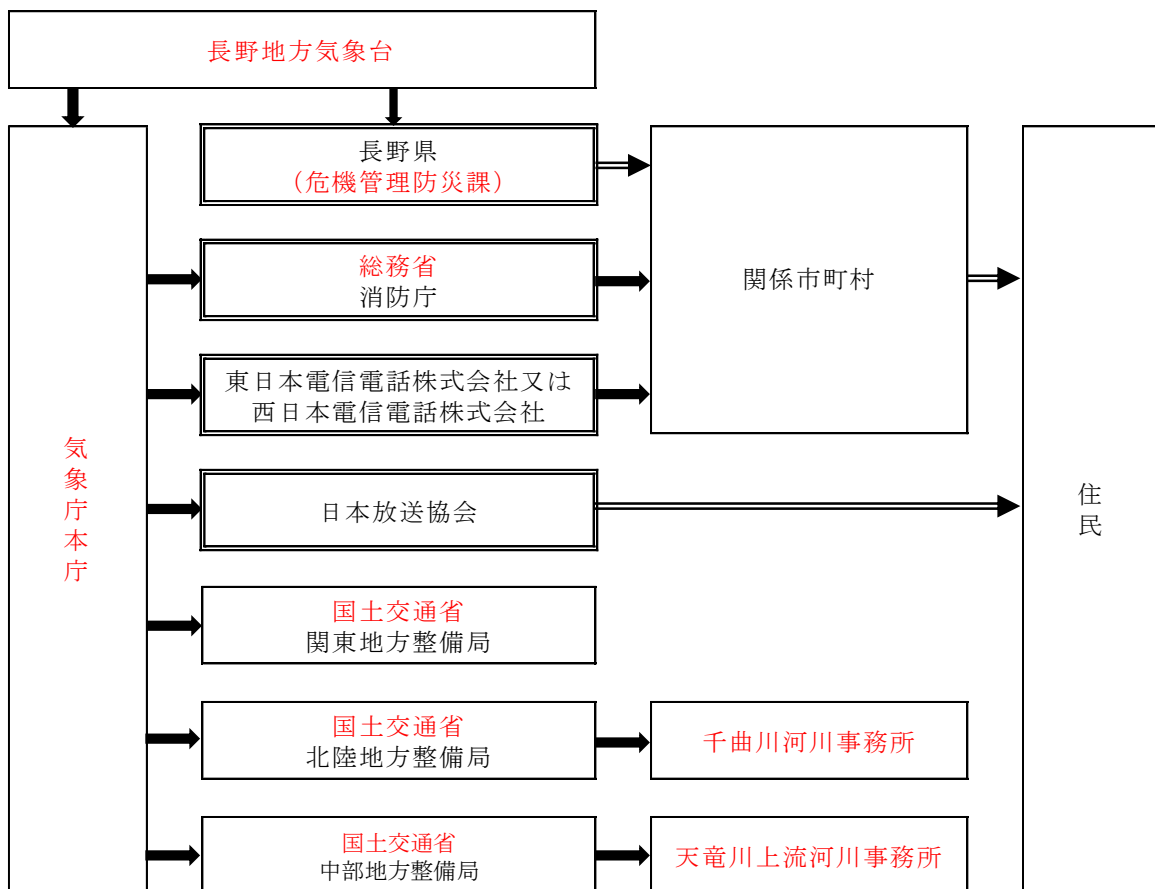 長野地方気象台
長野県
（危機管理防災課）
総務省
消防庁
関係市町村
東日本電信電話株式会社又は
西日本電信電話株式会社
気象庁本庁
日本放送協会
住民
国土交通省
関東地方整備局
国土交通省
北陸地方整備局
千曲川河川事務所
国土交通省
中部地方整備局
天竜川上流河川事務所